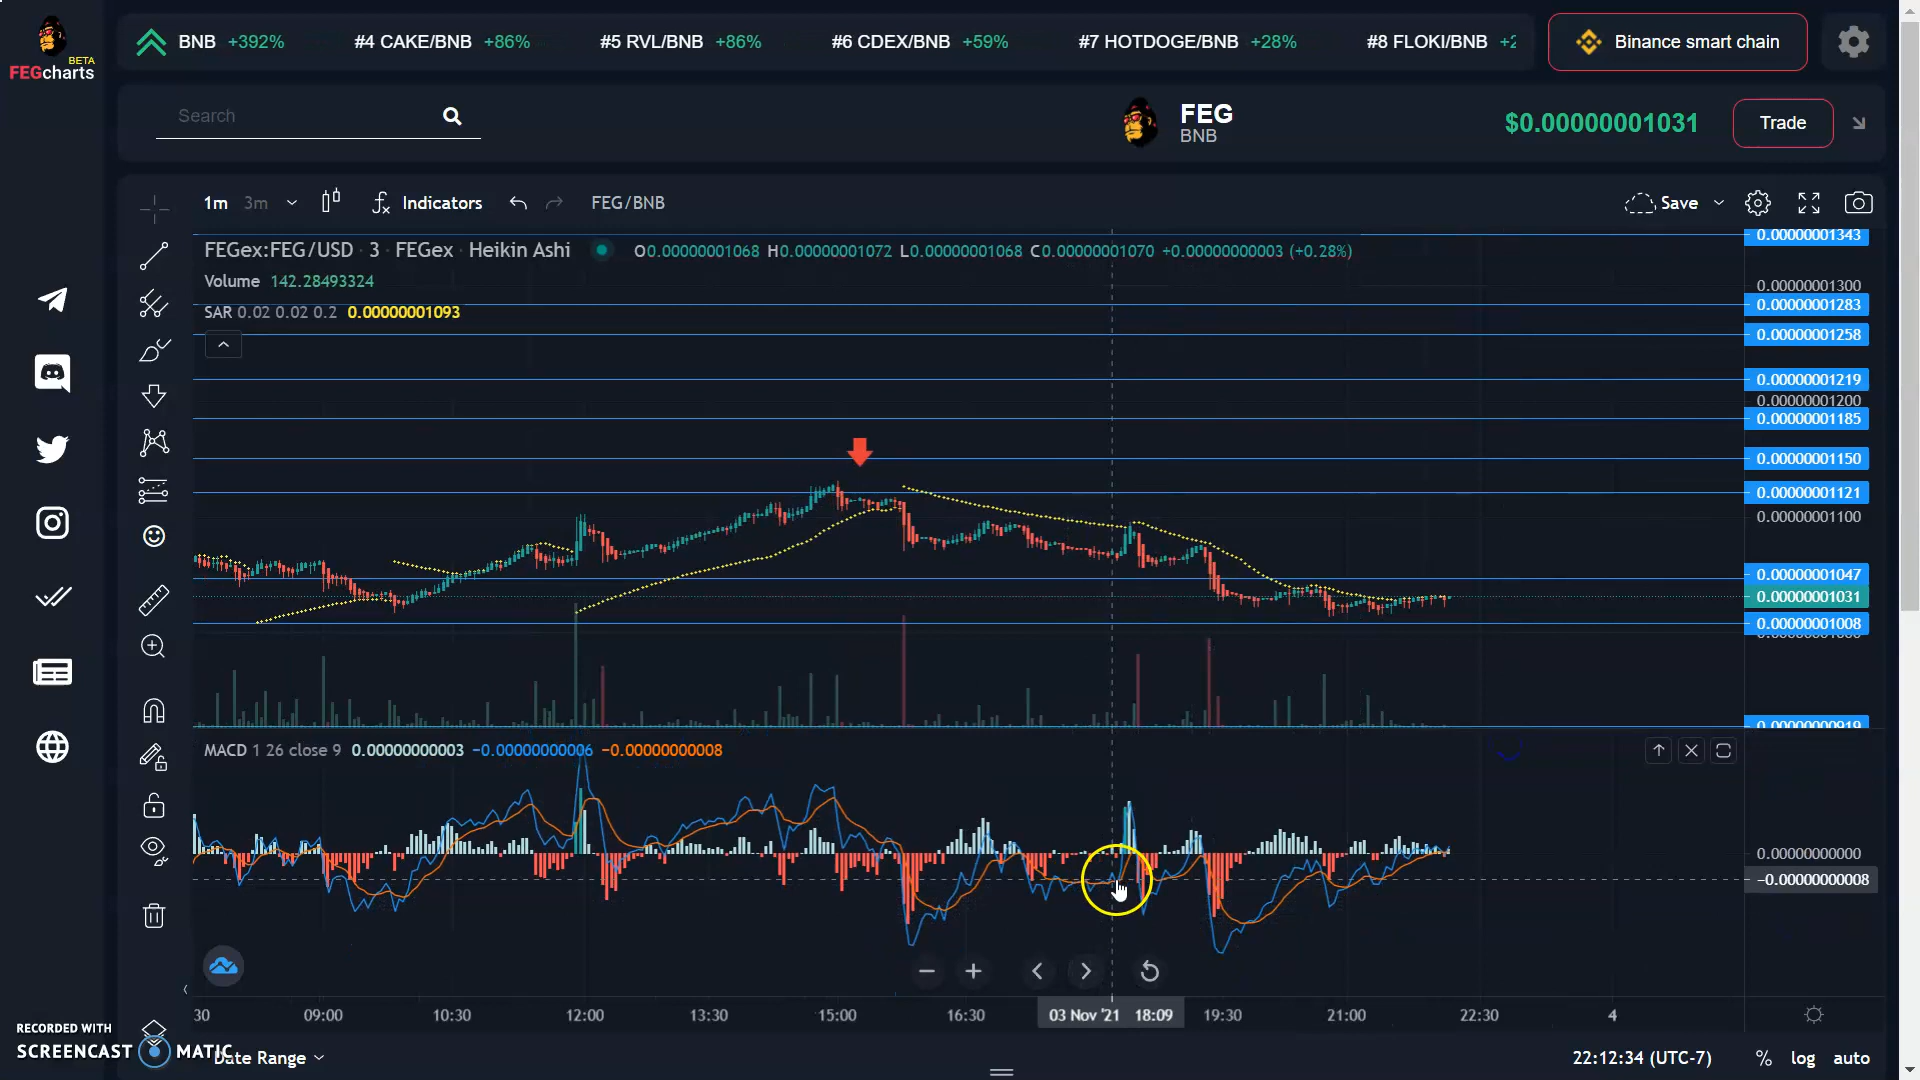 BNB +392% #4 CAKE/BNB +86% #5 RVL/BNB +86% #6 CDEX/BNB +59% #7 HOTDOGE/BNB +28% #8 FLOKI/BNB
Binance smart chain
BETA
FEGcharts
Search
FEG
BNB
$0.00000001031
Trade
1m 3m Indicators FEG/BNB Save
FEGex:FEG/USD · 3 · FEGex · Heikin Ashi O0.00000001068 H0.00000001072 L0.00000001068 C0.00000001070 +0.00000000003 (+0.28%)
Volume 142.28493324
SAR 0.02 0.02 0.2 0.00000001093
0.00000001343
0.00000001300
0.00000001283
0.00000001258
0.00000001219
0.00000001200
0.00000001185
0.00000001150
0.00000001121
0.00000001100
0.00000001047
0.00000001031
0.00000001008
0.00000000919
MACD 1 26 close 9 0.00000000003 −0.00000000006 −0.00000000008
0.00000000000
−0.00000000008
30 09:00 10:30 12:00 13:30 15:00 16:30 03 Nov '21 18:09 19:30 21:00 22:30 4
RECORDED WITH
SCREENCAST MATIC
Date Range 22:12:34 (UTC-7) % log auto